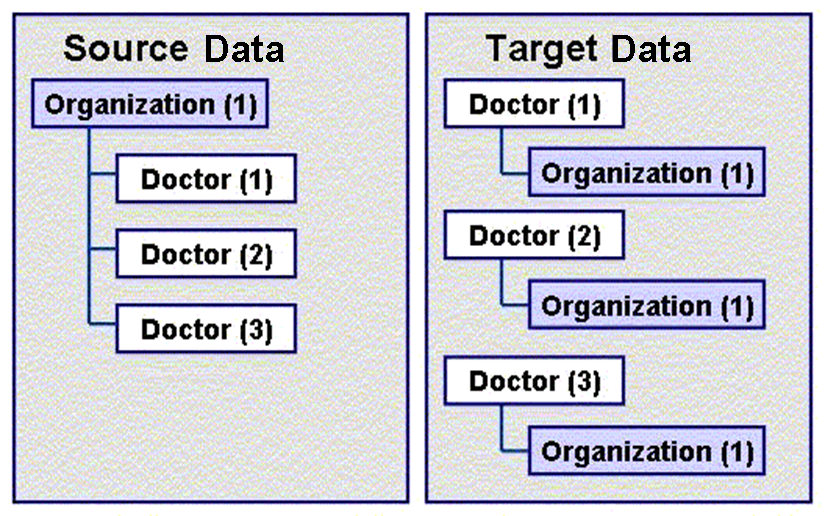 Source Data
Organization (1)
Doctor (1)
Doctor (2)
Doctor (3)
Target Data
Doctor (1)
Organization (1)
Doctor (2)
Organization (1)
Doctor (3)
Organization (1)